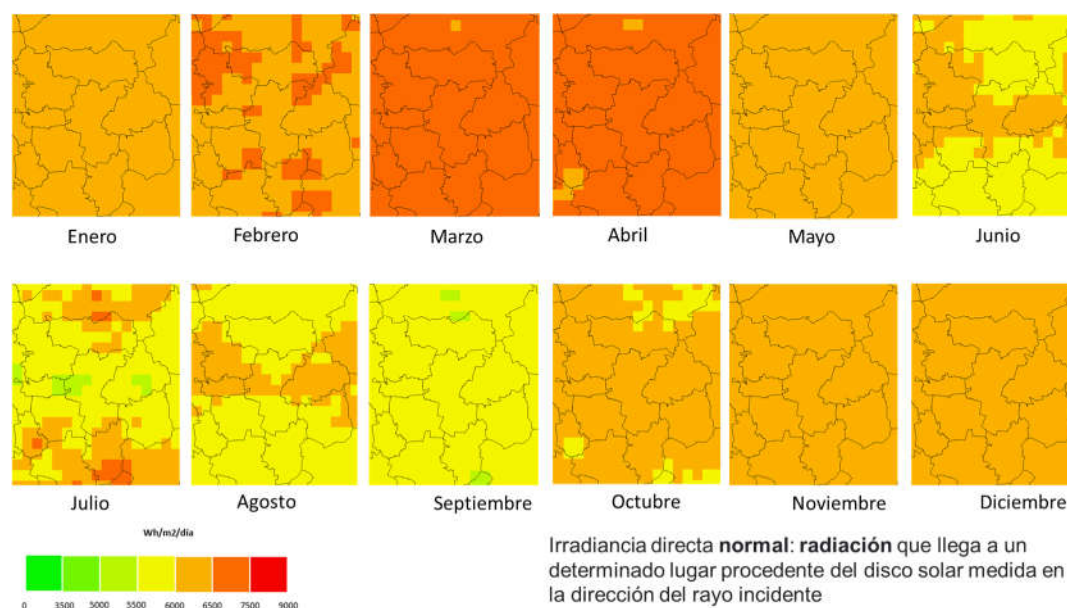 Enero
Febrero
Marzo
Abril
Mayo
Junio
Julio
Agosto
Septiembre
Octubre
Noviembre
Diciembre
Wh/m2/día
0 3500 5000 5500 6000 6500 7500 9000
Irradiancia directa normal: radiación que llega a un
determinado lugar procedente del disco solar medida en
la dirección del rayo incidente